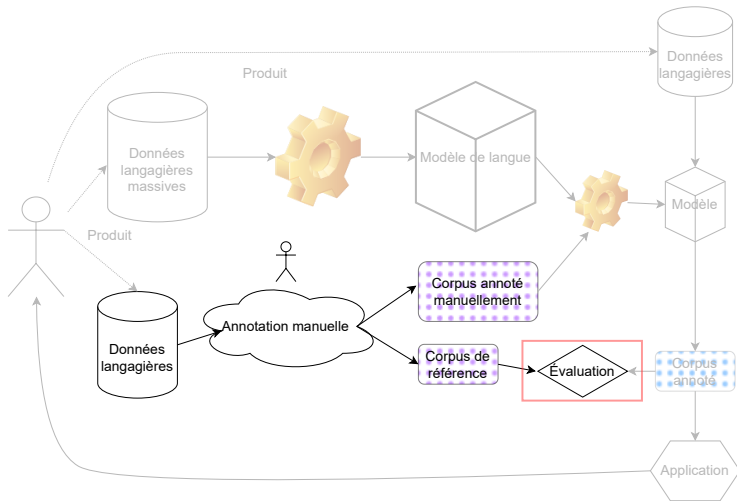 Données
langagières
Produit
Données
langagières
massives
Modèle de langue
Modèle
Produit
Corpus annoté
manuellement
Annotation manuelle
Données
langagières
Corpus de
référence
Évaluation
Corpus
annoté
Application